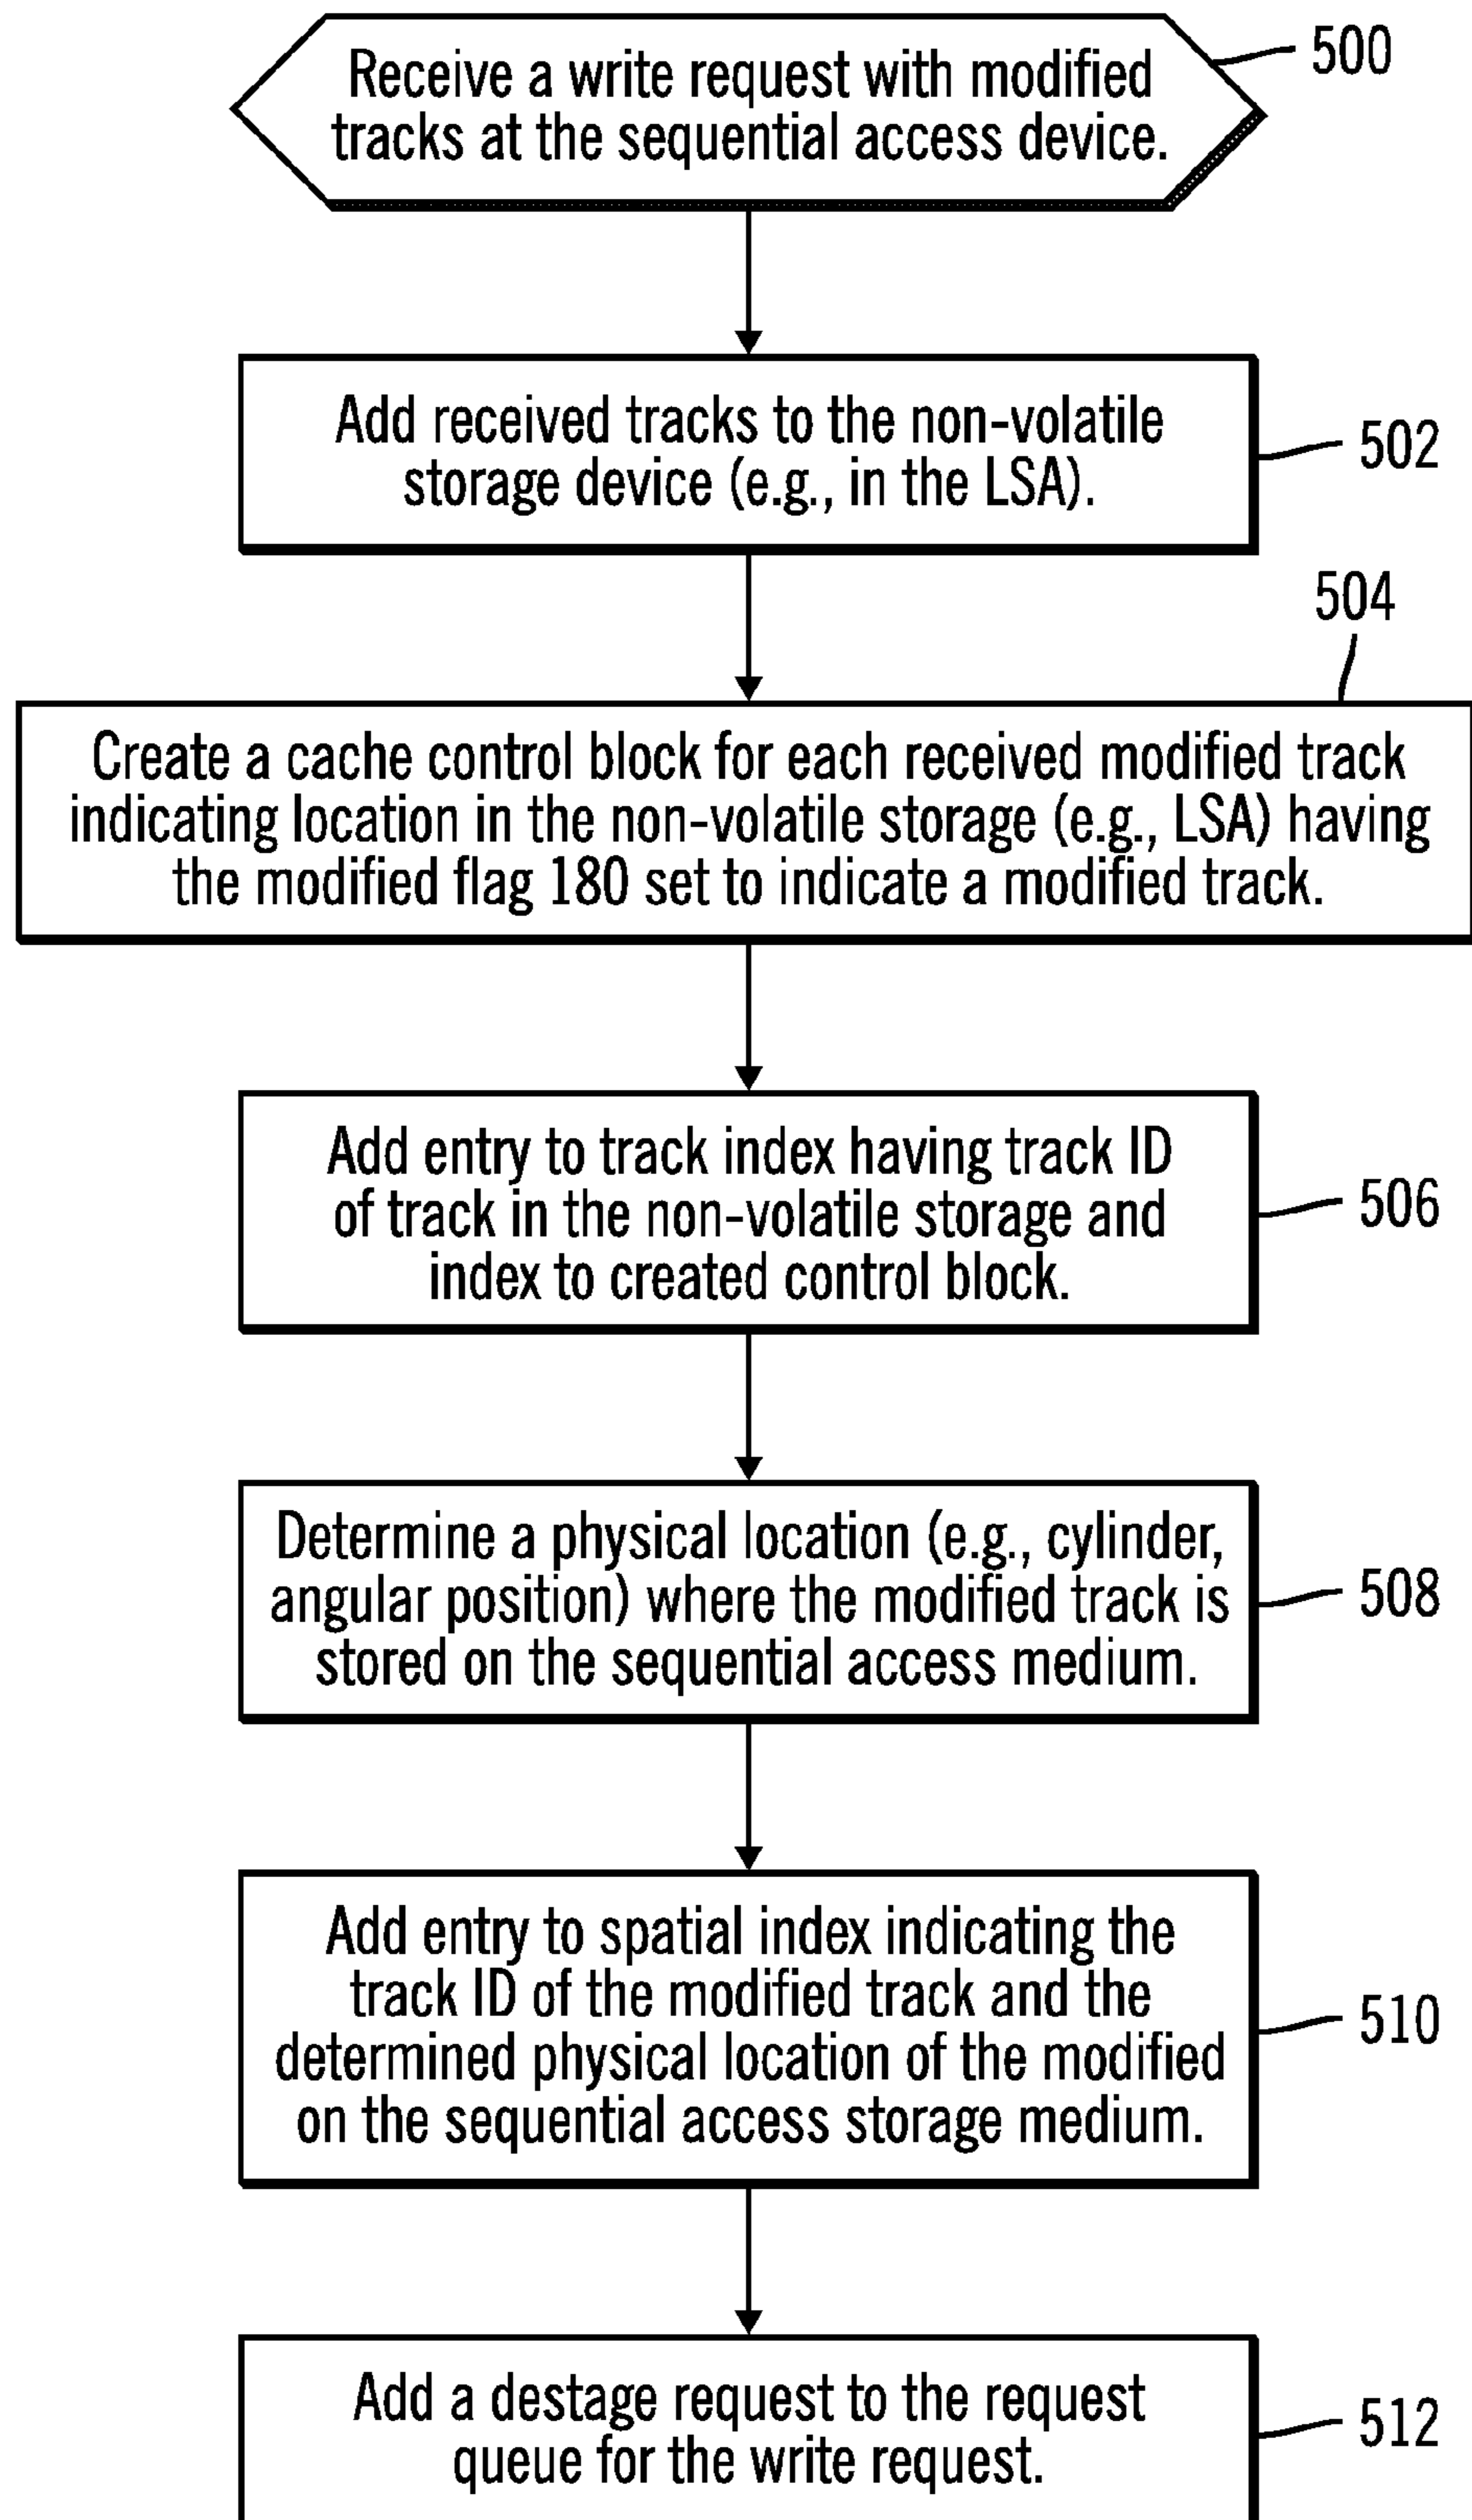 Receive a write request with modified
tracks at the sequential access device.
500
Add received tracks to the non-volatile
storage device (e.g., in the LSA).
502
504
Create a cache control block for each received modified track
indicating location in the non-volatile storage (e.g., LSA) having
the modified flag 180 set to indicate a modified track.
Add entry to track index having track ID
of track in the non-volatile storage and
index to created control block.
506
Determine a physical location (e.g., cylinder,
angular position) where the modified track is
stored on the sequential access medium.
508
Add entry to spatial index indicating the
track ID of the modified track and the
determined physical location of the modified
on the sequential access storage medium.
510
Add a destage request to the request
queue for the write request.
512